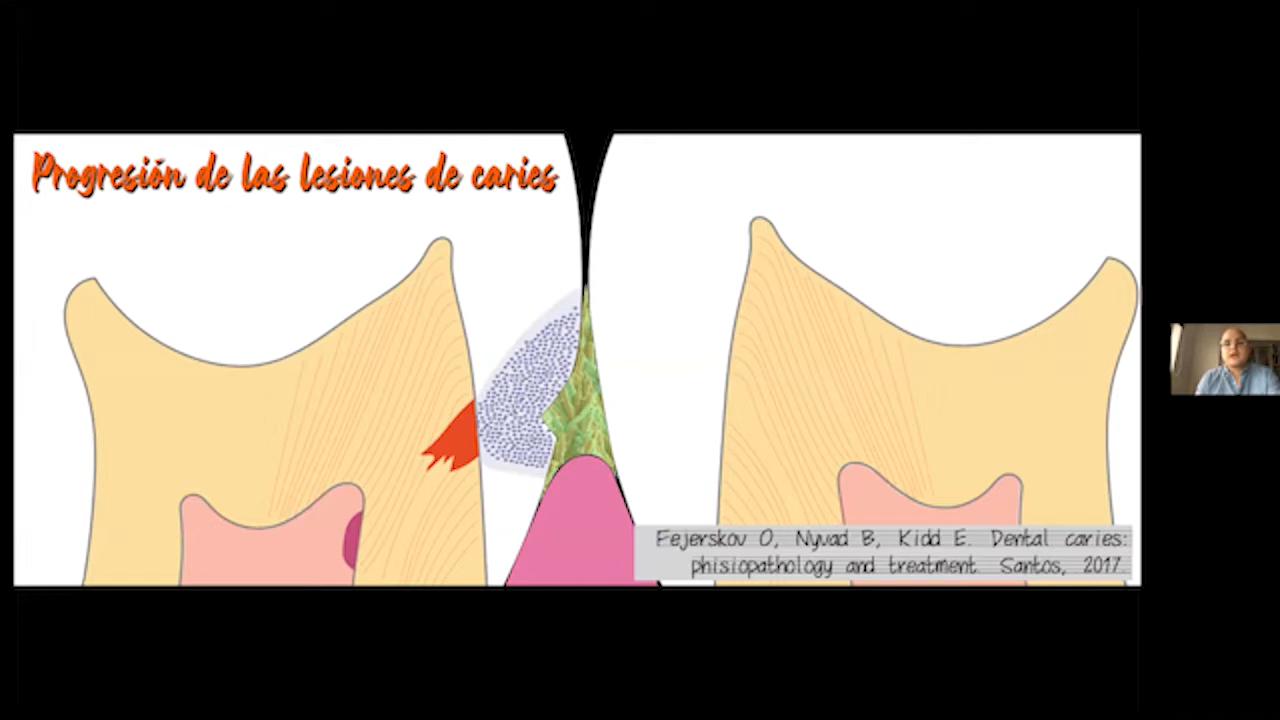 Progresión de las lesiones de caries
Fejerskov O, Nyvad B, Kidd E. Dental caries:
phisiopathology and treatment. Santos, 2017.